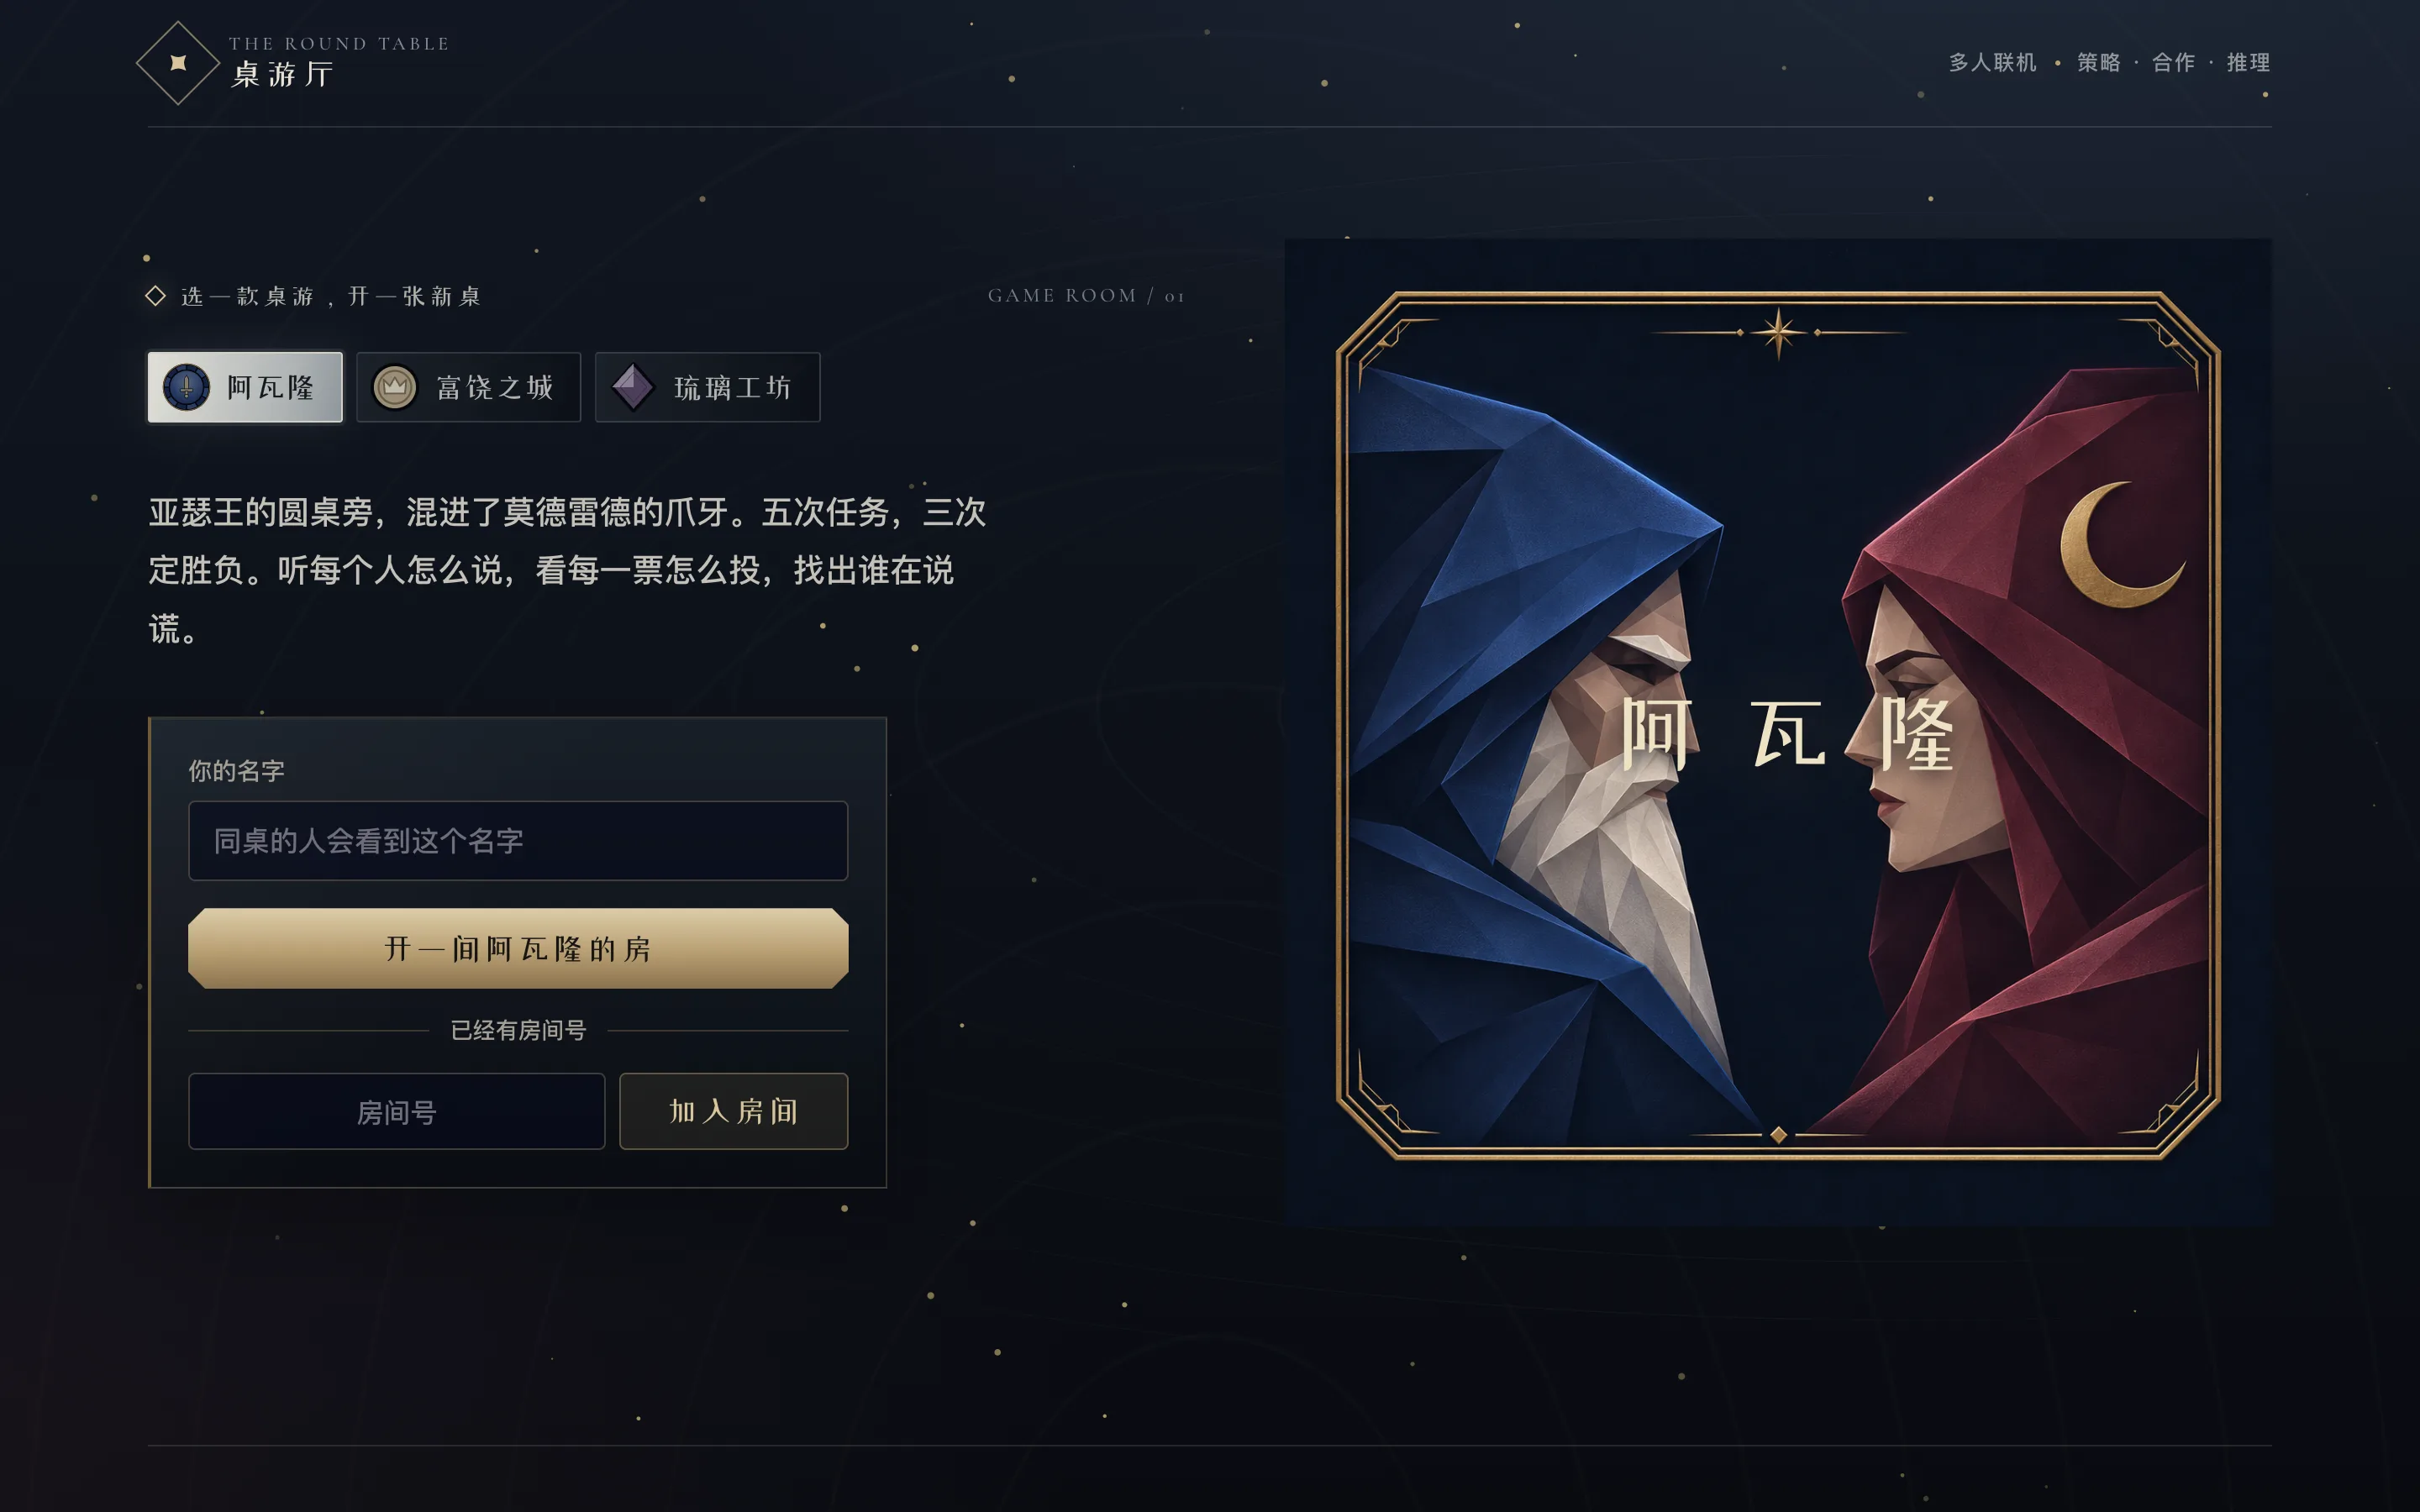 THE ROUND TABLE
桌游厅
多人联机 • 策略 · 合作 · 推理
选一款桌游，开一张新桌
GAME ROOM / 01
阿瓦隆
富饶之城
琉璃工坊
亚瑟王的圆桌旁，混进了莫德雷德的爪牙。五次任务，三次
定胜负。听每个人怎么说，看每一票怎么投，找出谁在说
谎。
你的名字
同桌的人会看到这个名字
开一间阿瓦隆的房
已经有房间号
房间号
加入房间
阿瓦隆